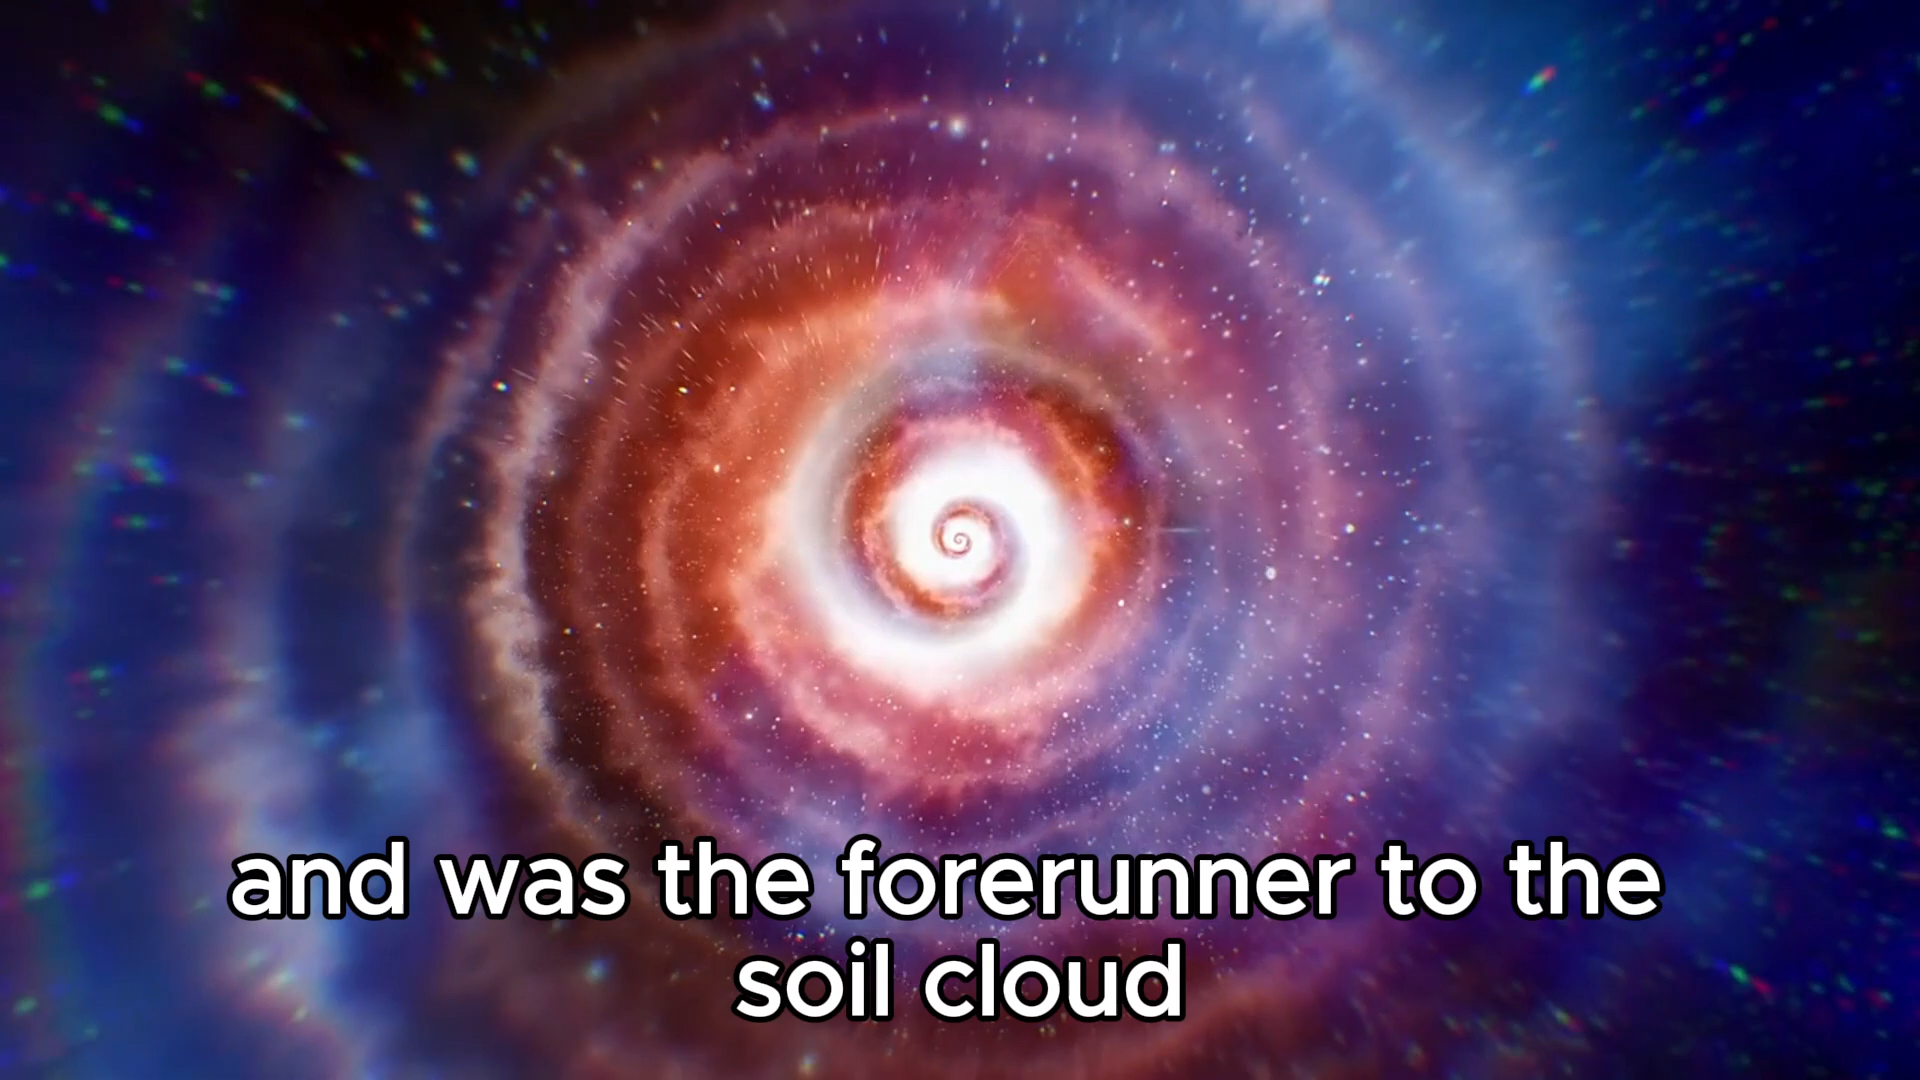 and was the forerunner to the
soil cloud